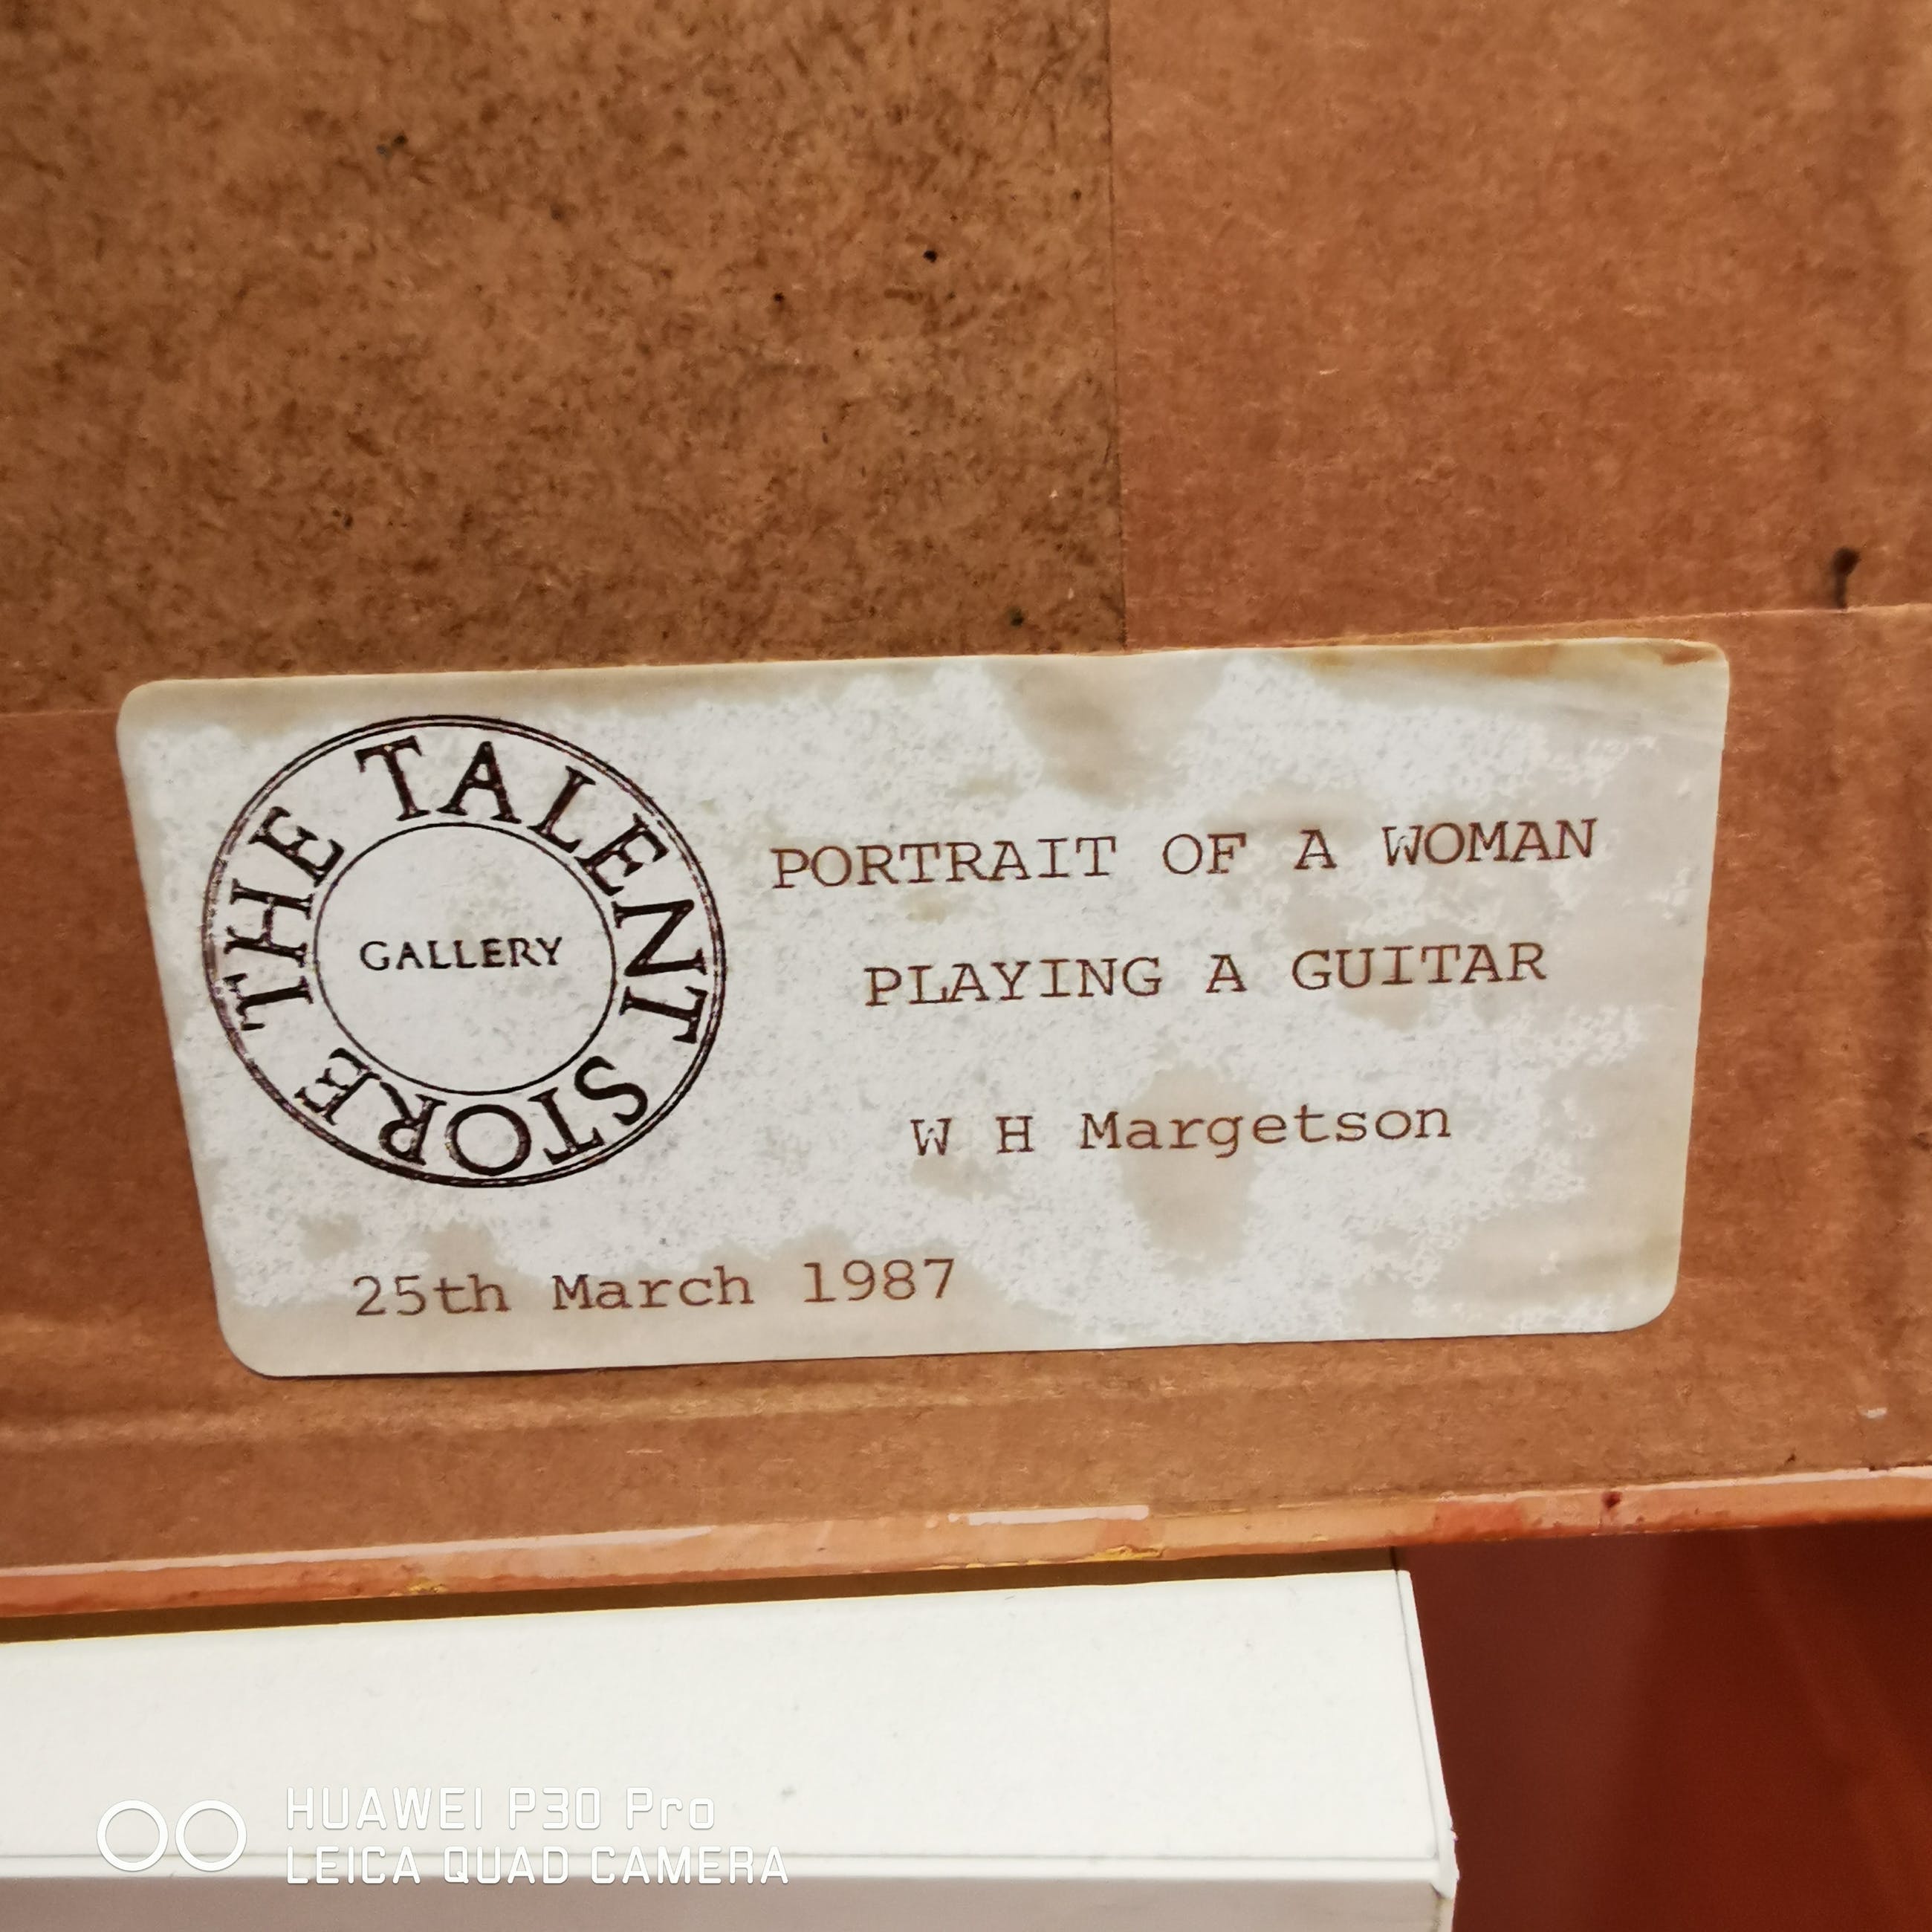 THE TALENT STORE
GALLERY
PORTRAIT OF A WOMAN
PLAYING A GUITAR
W H Margetson
25th March 1987
HUAWEI P30 Pro
LEICA QUAD CAMERA